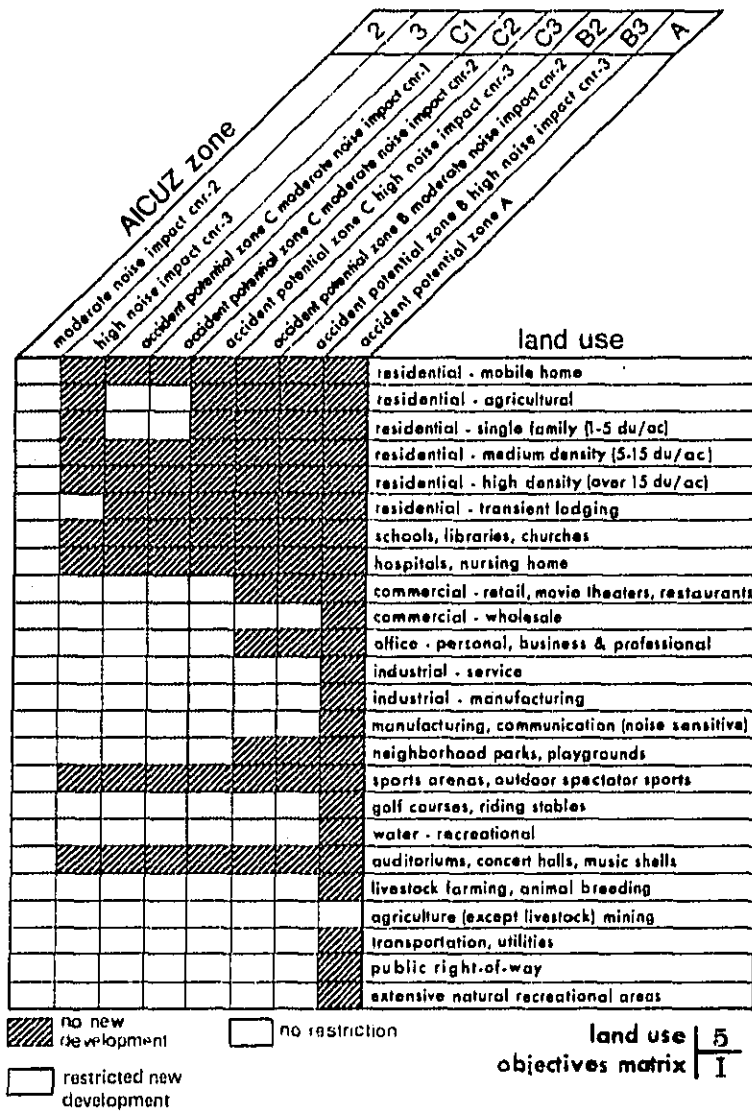 2 3 C1 C2 C3 B2 B3 A
AICUZ zone
moderate noise impact cnr-2
high noise impact cnr-3
accident potential zone C moderate noise impact cnr-1
accident potential zone C moderate noise impact cnr-2
accident potential zone C high noise impact cnr-3
accident potential zone B moderate noise impact cnr-2
accident potential zone B high noise impact cnr-3
accident potential zone A
land use
residential - mobile home
residential - agricultural
residential - single family (1-5 du/ac)
residential - medium density (5-15 du/ac)
residential - high density (over 15 du/ac)
residential - transient lodging
schools, libraries, churches
hospitals, nursing home
commercial - retail, movie theaters, restaurants
commercial - wholesale
office - personal, business & professional
industrial - service
industrial - manufacturing
manufacturing, communication (noise sensitive)
neighborhood parks, playgrounds
sports arenas, outdoor spectator sports
golf courses, riding stables
water - recreational
auditoriums, concert halls, music shells
livestock farming, animal breeding
agriculture (except livestock) mining
transportation, utilities
public right-of-way
extensive natural recreational areas
no new
development
no restriction
restricted new
development
land use 5
objectives matrix I